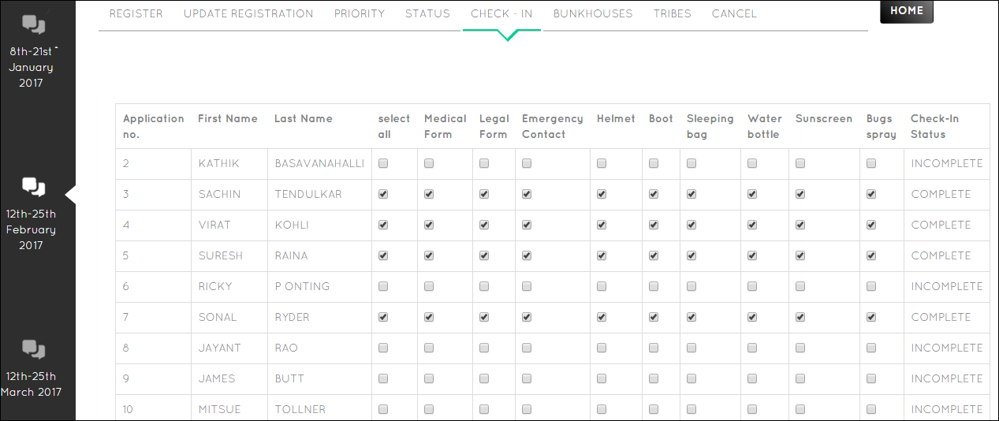 REGISTER UPDATE REGISTRATION PRIORITY STATUS CHECK - IN BUNKHOUSES TRIBES CANCEL HOME
8th-21st
January
2017
12th-25th
February
2017
12th-25th
March 2017
Application no. First Name Last Name select all Medical Form Legal Form Emergency Contact Helmet Boot Sleeping bag Water bottle Sunscreen Bugs spray Check-In Status
2 KATHIK BASAVANAHALLI INCOMPLETE
3 SACHIN TENDULKAR COMPLETE
4 VIRAT KOHLI COMPLETE
5 SURESH RAINA COMPLETE
6 RICKY P ONTING INCOMPLETE
7 SONAL RYDER COMPLETE
8 JAYANT RAO INCOMPLETE
9 JAMES BUTT INCOMPLETE
10 MITSUE TOLLNER INCOMPLETE